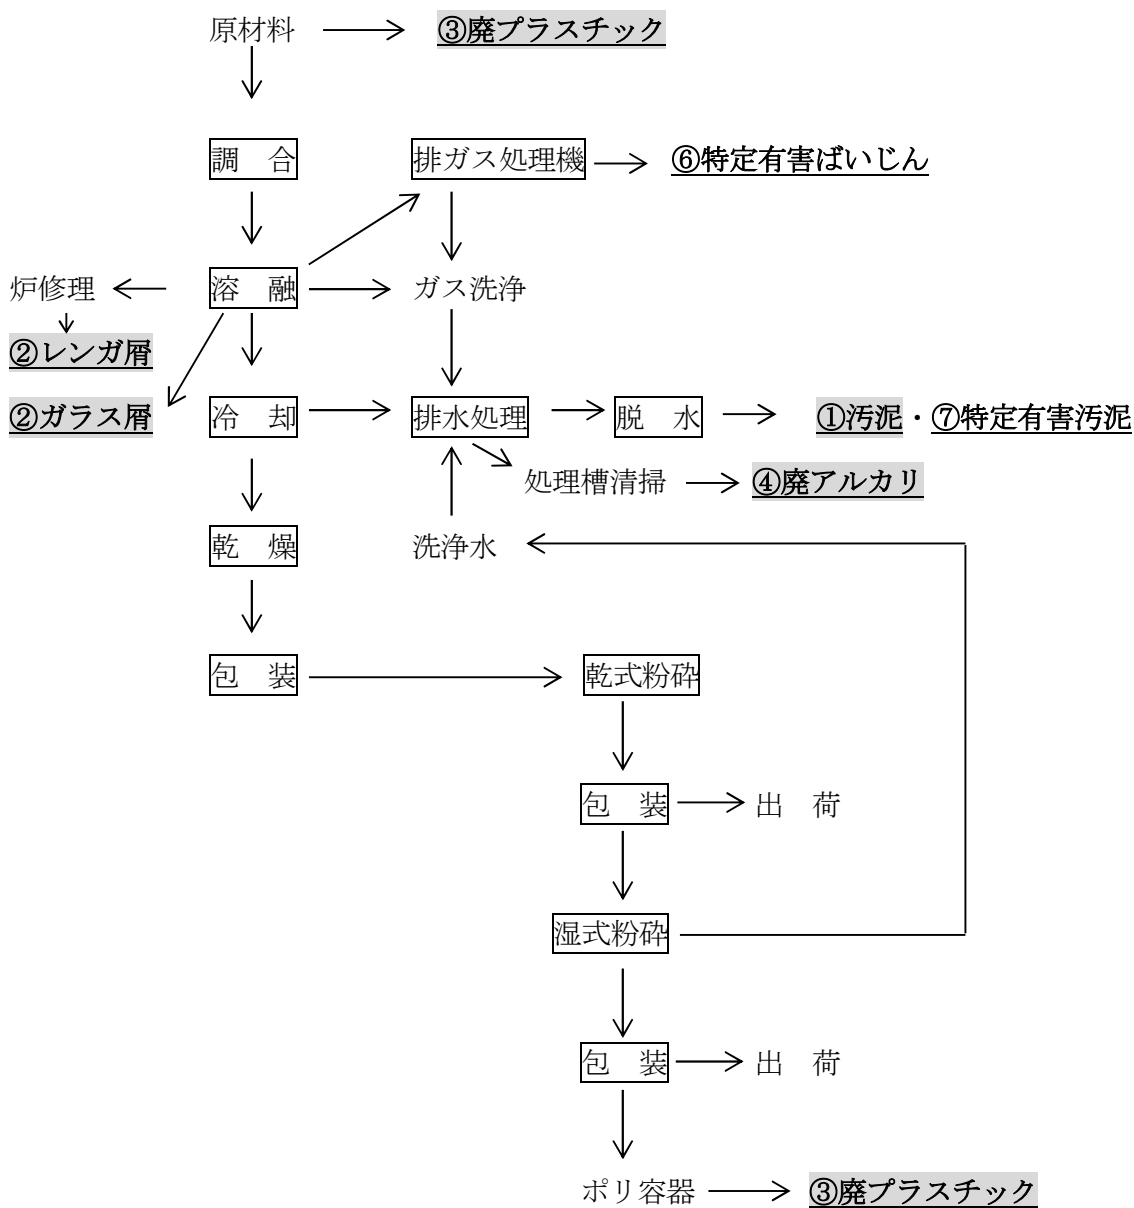 原材料 ③廃プラスチック
調　合 排ガス処理機 ⑥特定有害ばいじん
炉修理 溶　融 ガス洗浄
②レンガ屑
②ガラス屑 冷　却 排水処理 脱　水 ①汚泥・⑦特定有害汚泥
処理槽清掃 ④廃アルカリ
乾　燥 洗浄水
包　装 乾式粉砕
包　装 出　荷
湿式粉砕
包　装 出　荷
ポリ容器 ③廃プラスチック